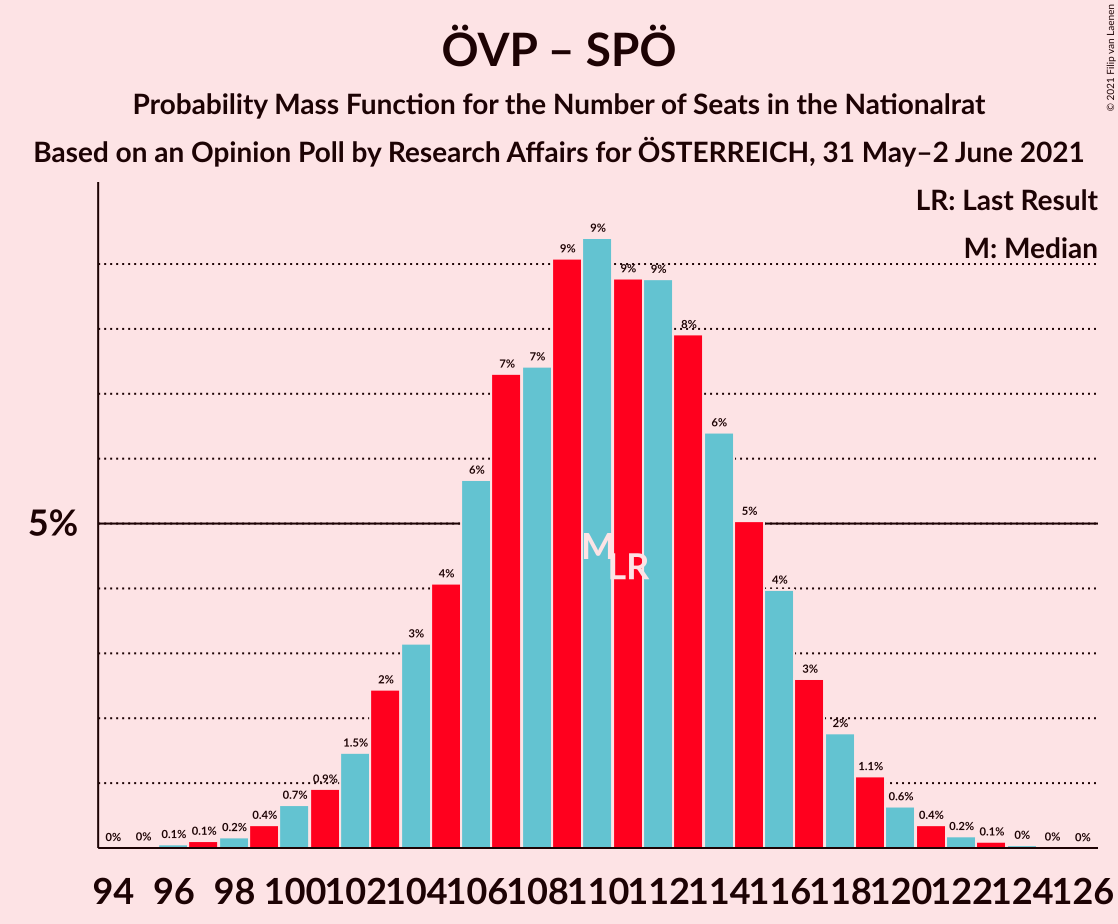 ÖVP – SPÖ
Probability Mass Function for the Number of Seats in the Nationalrat
Based on an Opinion Poll by Research Affairs for ÖSTERREICH, 31 May–2 June 2021
© 2021 Filip van Laenen
LR: Last Result
M: Median
5%
0% 0% 0.1% 0.1% 0.2% 0.4% 0.7% 0.9% 1.5% 2% 3% 4% 6% 7% 7% 9% 9% 9% 9% 8% 6% 5% 4% 3% 2% 1.1% 0.6% 0.4% 0.2% 0.1% 0% 0% 0%
M
LR
94 96 98 100 102 104 106 108 110 112 114 116 118 120 122 124 126